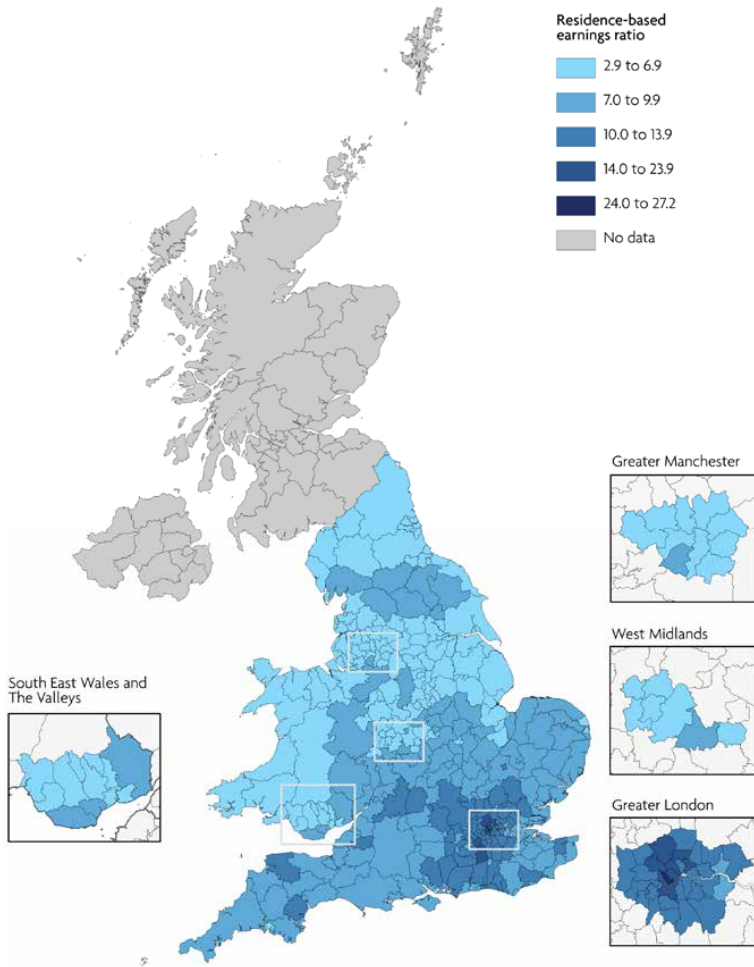 Residence-based
earnings ratio
2.9 to 6.9
7.0 to 9.9
10.0 to 13.9
14.0 to 23.9
24.0 to 27.2
No data
Greater Manchester
West Midlands
South East Wales and
The Valleys
Greater London